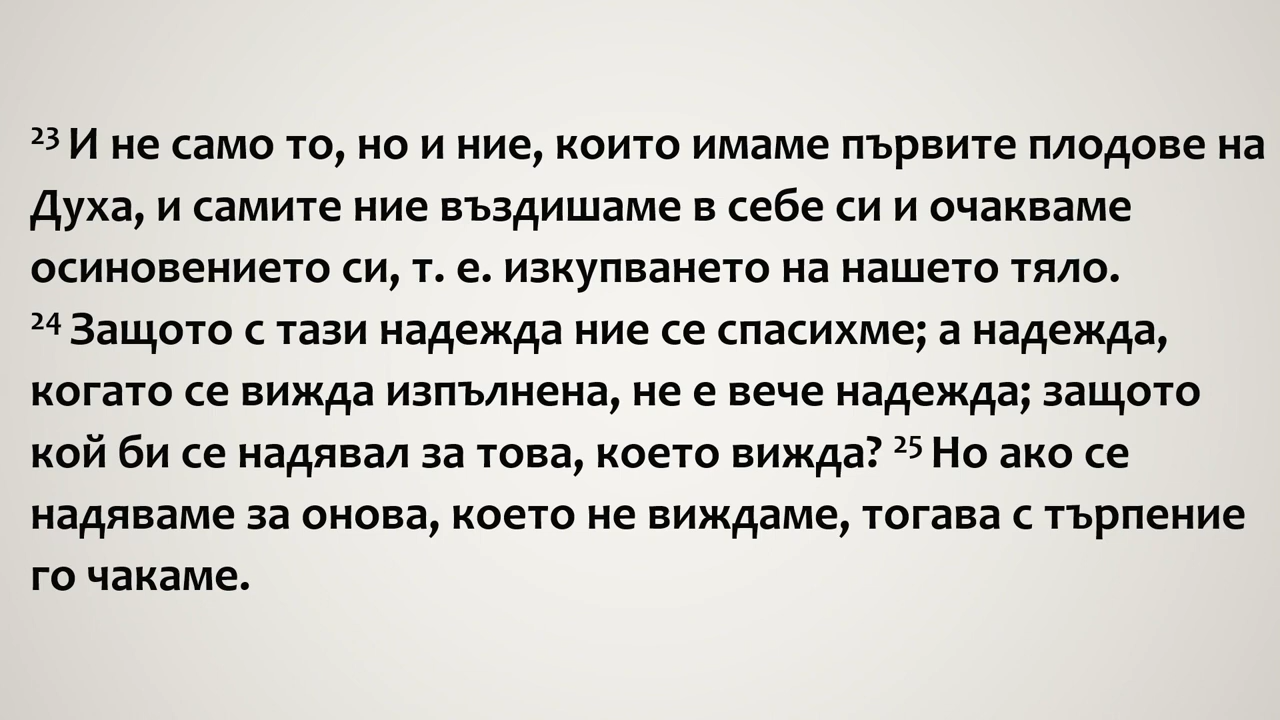 ²³ И не само то, но и ние, които имаме първите плодове на
Духа, и самите ние въздишаме в себе си и очакваме
осиновението си, т. е. изкупването на нашето тяло.
²⁴ Защото с тази надежда ние се спасихме; а надежда,
когато се вижда изпълнена, не е вече надежда; защото
кой би се надявал за това, което вижда? ²⁵ Но ако се
надяваме за онова, което не виждаме, тогава с търпение
го чакаме.